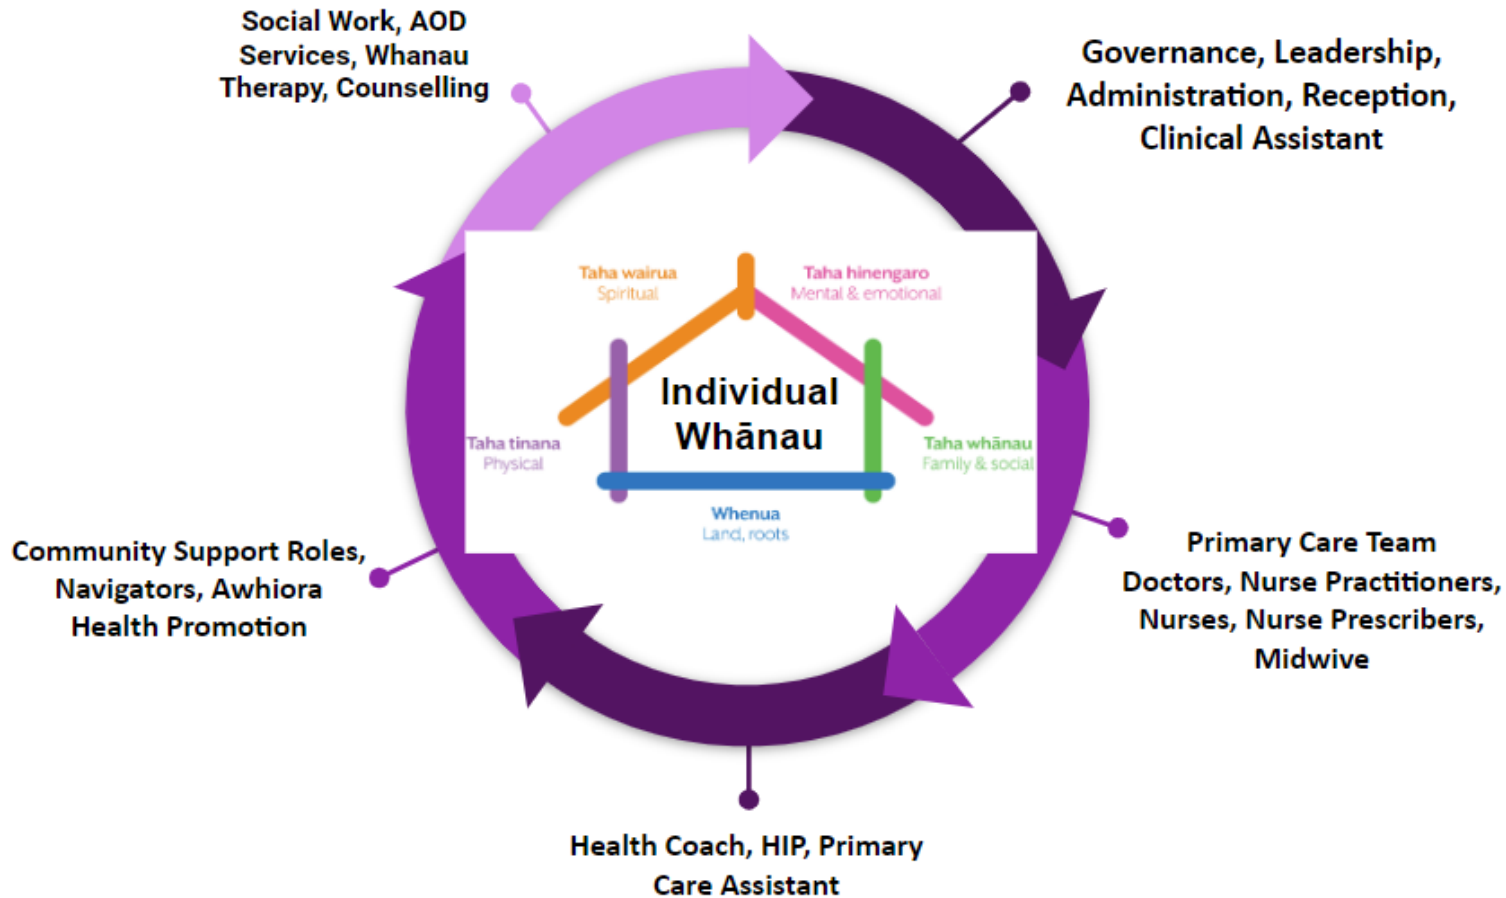 Social Work, AOD
Services, Whanau
Therapy, Counselling
Governance, Leadership,
Administration, Reception,
Clinical Assistant
Taha wairua
Spiritual
Taha hinengaro
Mental & emotional
Individual
Whānau
Taha tinana
Physical
Taha whānau
Family & social
Whenua
Land, roots
Community Support Roles,
Navigators, Awhiora
Health Promotion
Primary Care Team
Doctors, Nurse Practitioners,
Nurses, Nurse Prescribers,
Midwive
Health Coach, HIP, Primary
Care Assistant